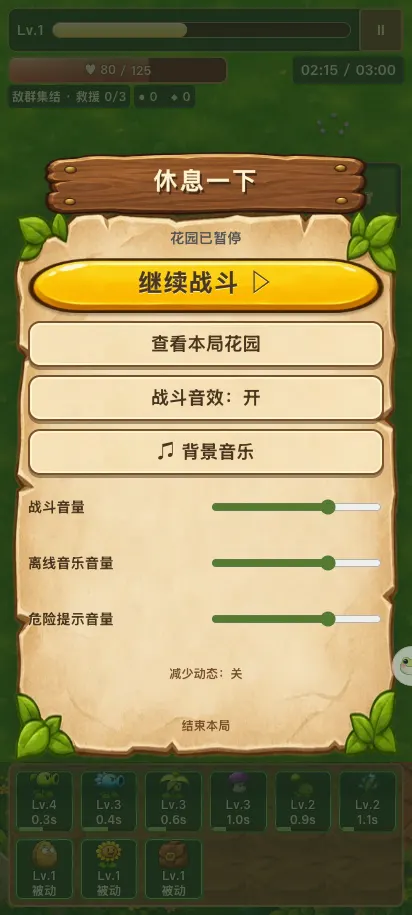 Lv.1
80 / 125
02:15 / 03:00
敌群集结 · 救援 0/3
0
0
休息一下
花园已暂停
继续战斗
查看本局花园
战斗音效：开
背景音乐
战斗音量
离线音乐音量
危险提示音量
减少动态：关
结束本局
Lv.4 Lv.3 Lv.3 Lv.3 Lv.2 Lv.2
0.3s 0.4s 0.6s 1.0s 0.9s 1.1s
Lv.1 Lv.1 Lv.1
被动 被动 被动